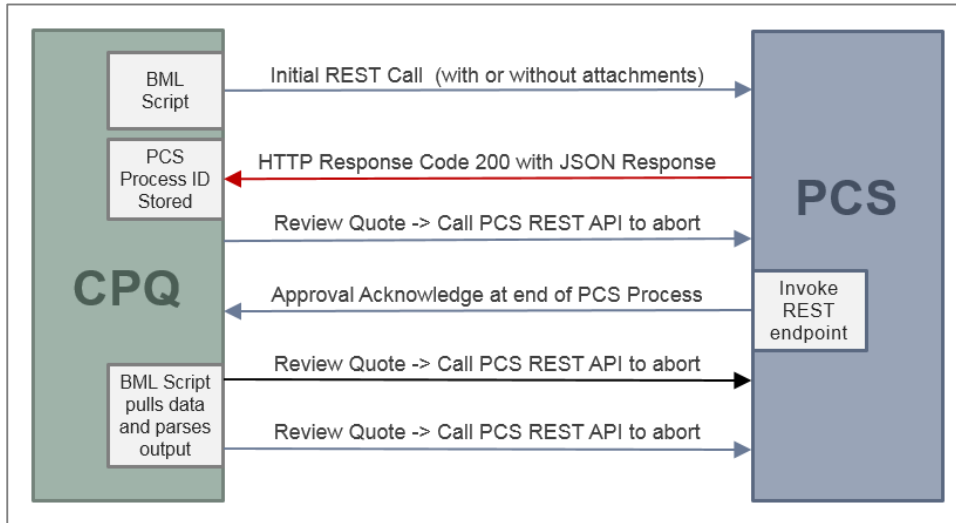 BML
Script
Initial REST Call  (with or without attachments)
PCS
Process ID
Stored
HTTP Response Code 200 with JSON Response
PCS
Review Quote -> Call PCS REST API to abort
CPQ
Approval Acknowledge at end of PCS Process
Invoke
REST
endpoint
BML Script
pulls data
and parses
output
Review Quote -> Call PCS REST API to abort
Review Quote -> Call PCS REST API to abort